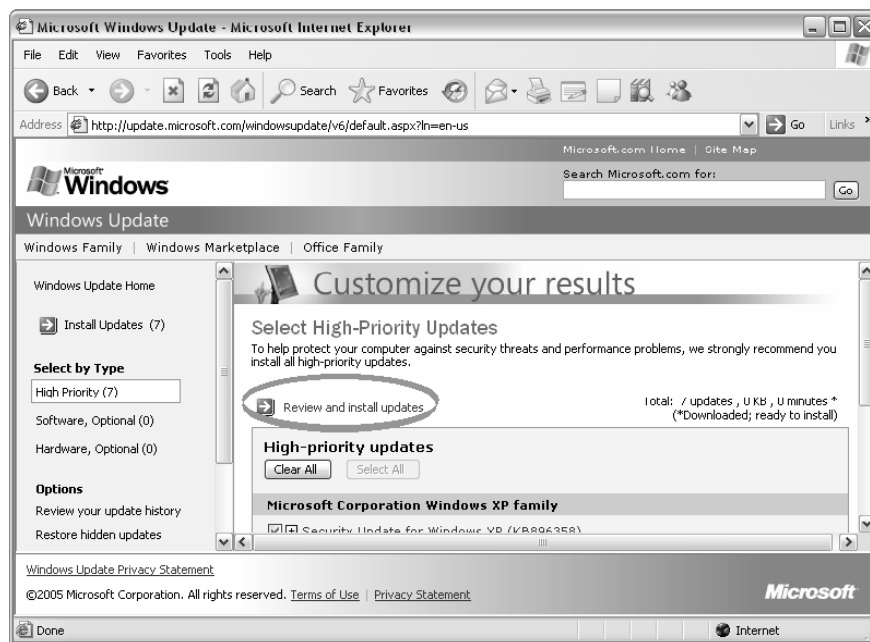 Microsoft Windows Update - Microsoft Internet Explorer
File Edit View Favorites Tools Help
Back Search Favorites
Address http://update.microsoft.com/windowsupdate/v6/default.aspx?ln=en-us Go Links
Microsoft.com Home | Site Map
Microsoft
Windows
Search Microsoft.com for:
Go
Windows Update
Windows Family | Windows Marketplace | Office Family
Windows Update Home
Install Updates (7)
Select by Type
High Priority (7)
Software, Optional (0)
Hardware, Optional (0)
Options
Review your update history
Restore hidden updates
Customize your results
Select High-Priority Updates
To help protect your computer against security threats and performance problems, we strongly recommend you
install all high-priority updates.
Review and install updates
Total: 7 updates , 0 KB , 0 minutes *
(*Downloaded; ready to install)
High-priority updates
Clear All Select All
Microsoft Corporation Windows XP family
Security Update for Windows XP (KB896358)
Windows Update Privacy Statement
©2005 Microsoft Corporation. All rights reserved. Terms of Use | Privacy Statement
Microsoft
Done Internet